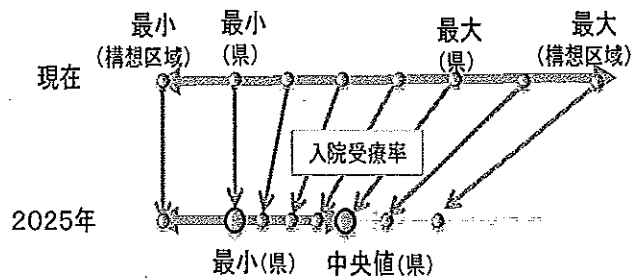 最小
(構想区域)
最小
(県)
最大
(県)
最大
(構想区域)
現在
入院受療率
2025年
最小(県)
中央値(県)